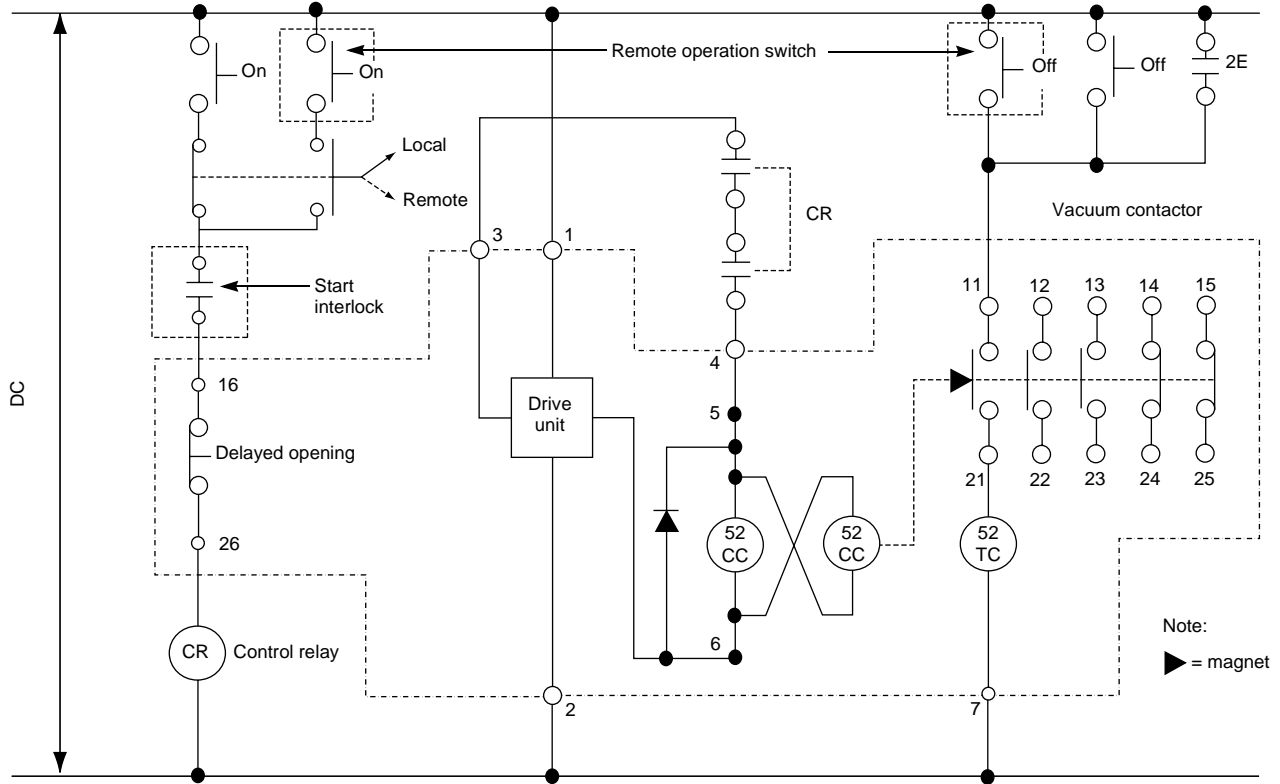 Remote operation switch
On
On
Off
Off
2E
Local
Remote
CR
Vacuum contactor
3
1
Start
interlock
11
12
13
14
15
4
16
DC
Drive
unit
5
Delayed opening
21
22
23
24
25
26
52
CC
52
CC
52
TC
6
Note:
= magnet
CR
Control relay
2
7